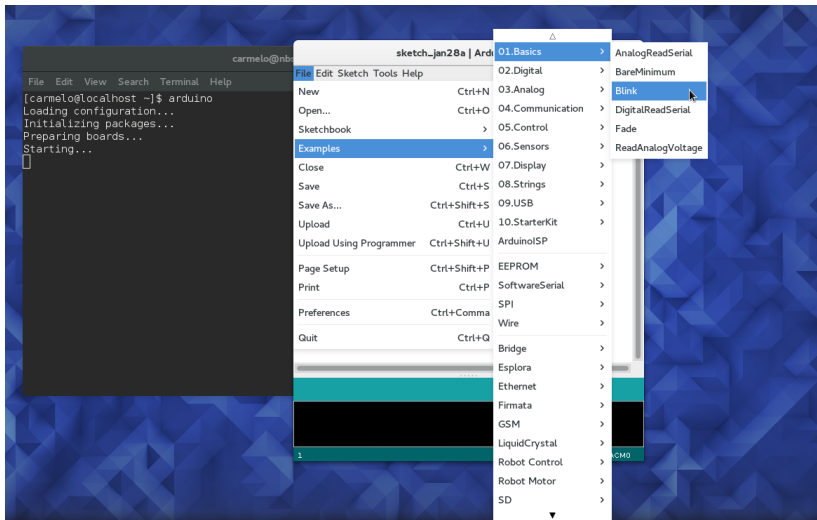 carmelo@nb
File Edit View Search Terminal Help
[carmelo@localhost ~]$ arduino
Loading configuration...
Initializing packages...
Preparing boards...
Starting...
sketch_jan28a | Ard
File Edit Sketch Tools Help
New Ctrl+N
Open... Ctrl+O
Sketchbook >
Examples >
Close Ctrl+W
Save Ctrl+S
Save As... Ctrl+Shift+S
Upload Ctrl+U
Upload Using Programmer Ctrl+Shift+U
Page Setup Ctrl+Shift+P
Print Ctrl+P
Preferences Ctrl+Comma
Quit Ctrl+Q
1
ACM0
01.Basics >
02.Digital >
03.Analog >
04.Communication >
05.Control >
06.Sensors >
07.Display >
08.Strings >
09.USB >
10.StarterKit >
ArduinoISP
EEPROM >
SoftwareSerial >
SPI >
Wire >
Bridge >
Esplora >
Ethernet >
Firmata >
GSM >
LiquidCrystal >
Robot Control >
Robot Motor >
SD >
AnalogReadSerial
BareMinimum
Blink
DigitalReadSerial
Fade
ReadAnalogVoltage